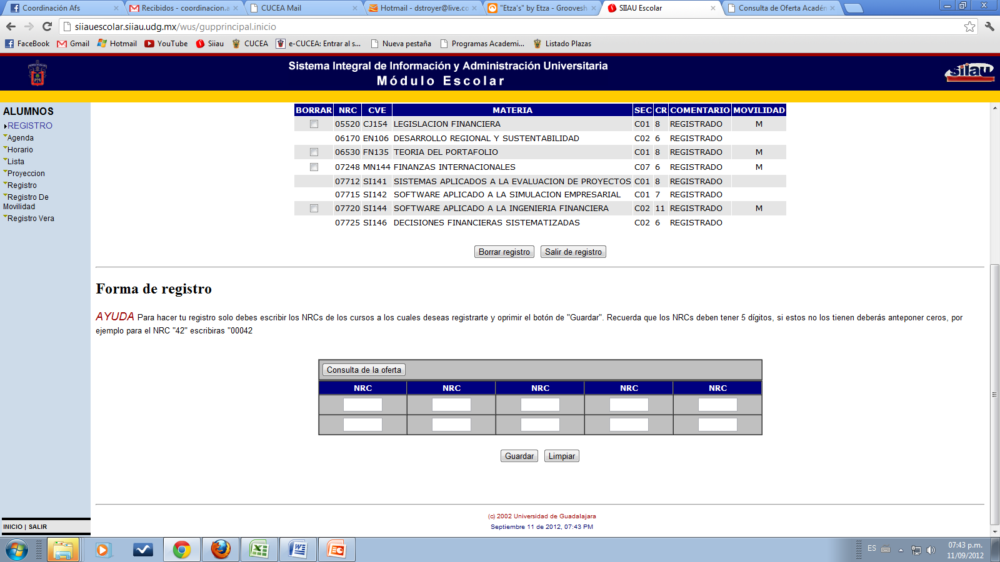 Coordinación Afs
Recibidos - coordinacion.a
CUCEA Mail
Hotmail - dstroyer@live.co
"Etza's" by Etza - Groovesh
SIIAU Escolar
Consulta de Oferta Académ
siiauescolar.siiau.udg.mx/wus/gupprincipal.inicio
FaceBook Gmail Hotmail YouTube Siiau CUCEA e-CUCEA: Entrar al s... Nueva pestaña Programas Academi... Listado Plazas
Sistema Integral de Información y Administración Universitaria
Módulo Escolar
siiau
ALUMNOS
REGISTRO
Agenda
Horario
Lista
Proyeccion
Registro
Registro De
Movilidad
Registro Vera
INICIO | SALIR
BORRAR NRC CVE MATERIA SEC CR COMENTARIO MOVILIDAD
05520 CJ154 LEGISLACION FINANCIERA C01 8 REGISTRADO M
06170 EN106 DESARROLLO REGIONAL Y SUSTENTABILIDAD C02 6 REGISTRADO
06530 FN135 TEORIA DEL PORTAFOLIO C01 8 REGISTRADO M
07248 MN144 FINANZAS INTERNACIONALES C07 6 REGISTRADO M
07712 SI141 SISTEMAS APLICADOS A LA EVALUACION DE PROYECTOS C01 8 REGISTRADO
07715 SI142 SOFTWARE APLICADO A LA SIMULACION EMPRESARIAL C01 7 REGISTRADO
07720 SI144 SOFTWARE APLICADO A LA INGENIERIA FINANCIERA C02 11 REGISTRADO M
07725 SI146 DECISIONES FINANCIERAS SISTEMATIZADAS C02 6 REGISTRADO
Borrar registro Salir de registro
Forma de registro
AYUDA Para hacer tu registro solo debes escribir los NRCs de los cursos a los cuales deseas registrarte y oprimir el botón de "Guardar". Recuerda que los NRCs deben tener 5 dígitos, si estos no los tienen deberás anteponer ceros, por
ejemplo para el NRC "42" escribiras "00042
Consulta de la oferta
NRC NRC NRC NRC NRC
Guardar Limpiar
(c) 2002 Universidad de Guadalajara
Septiembre 11 de 2012, 07:43 PM
ES
07:43 p.m.
11/09/2012